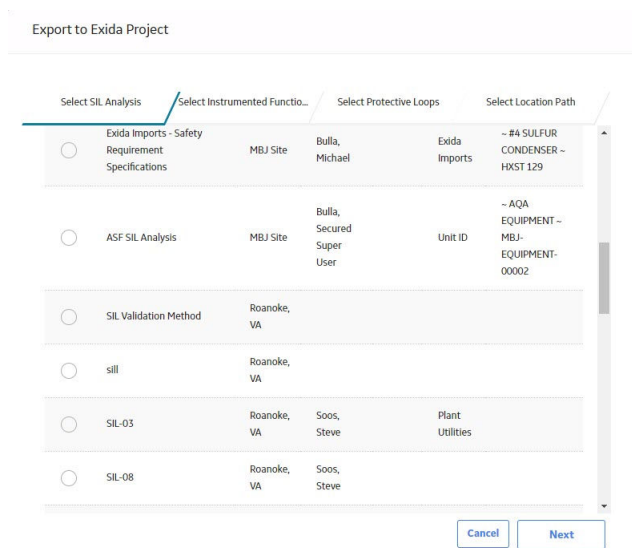 Export to Exida Project
Select SIL Analysis
Select Instrumented Functio...
Select Protective Loops
Select Location Path
Exida Imports - Safety
Requirement
Specifications
MBJ Site
Bulla,
Michael
Exida
Imports
~ #4 SULFUR
CONDENSER ~
HXST 129
ASF SIL Analysis
MBJ Site
Bulla,
Secured
Super
User
Unit ID
~ AQA
EQUIPMENT ~
MBJ-
EQUIPMENT-
00002
SIL Validation Method
Roanoke,
VA
sill
Roanoke,
VA
SIL-03
Roanoke,
VA
Soos,
Steve
Plant
Utilities
SIL-08
Roanoke,
VA
Soos,
Steve
Cancel
Next